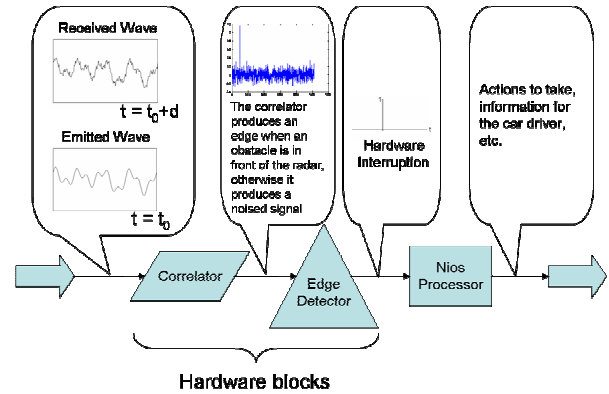 Received Wave
t = t0+d
Emitted Wave
t = t0
The correlator
produces an
edge when an
obstacle is in
front of the radar,
otherwise it
produces a
noised signal
Hardware
Interruption
Actions to take,
information for
the car driver,
etc.
Correlator
Edge
Detector
Nios
Processor
Hardware blocks